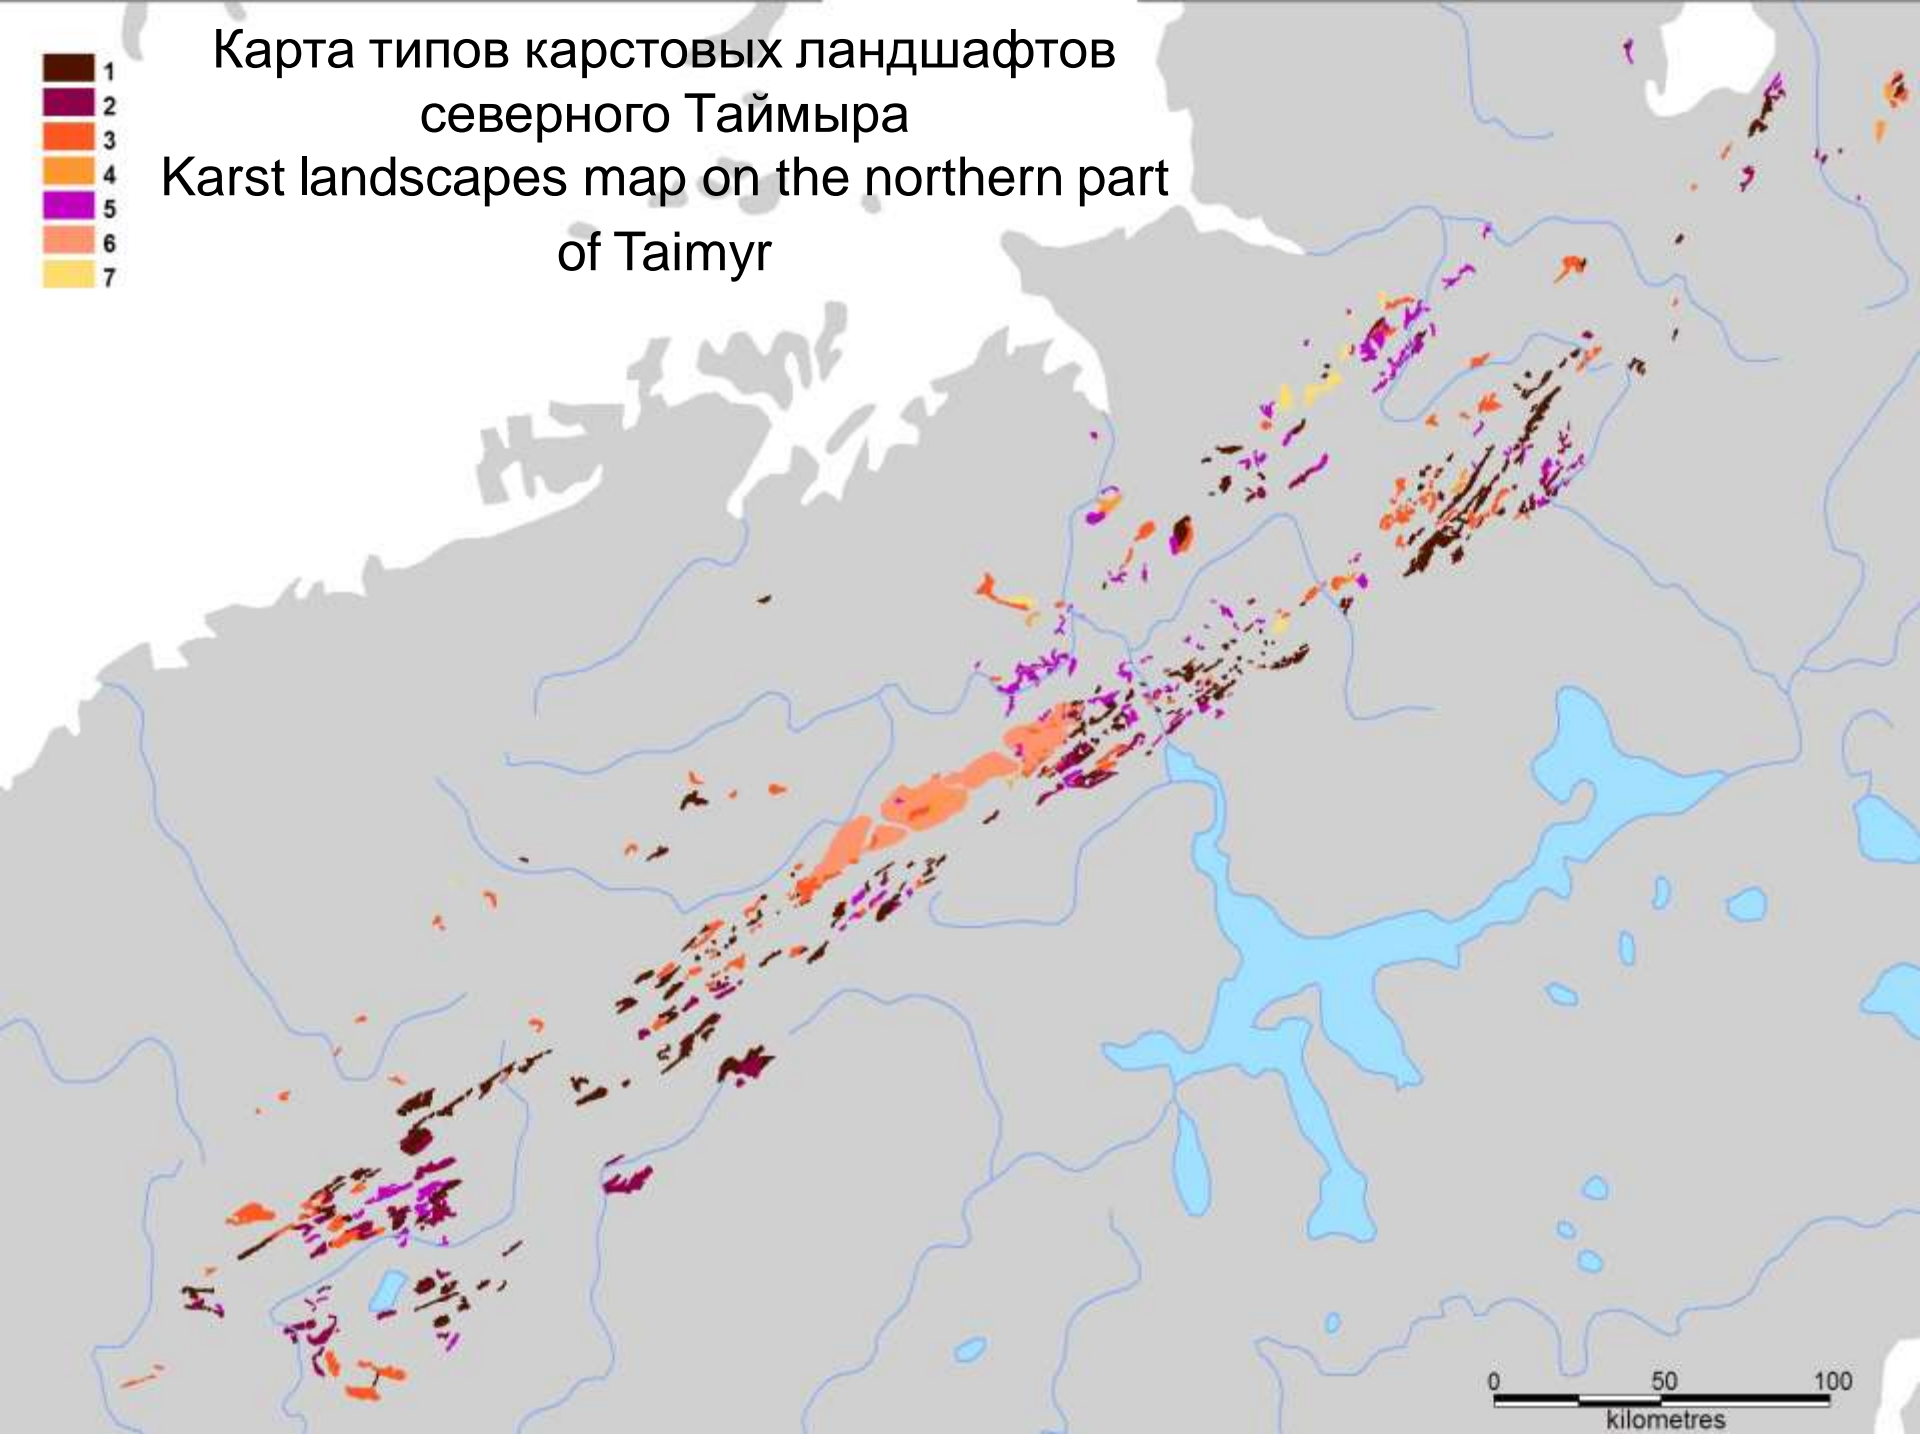 Карта типов карстовых ландшафтов
северного Таймыра
Karst landscapes map on the northern part
of Taimyr
1
2
3
4
5
6
7
0 50 100
kilometres